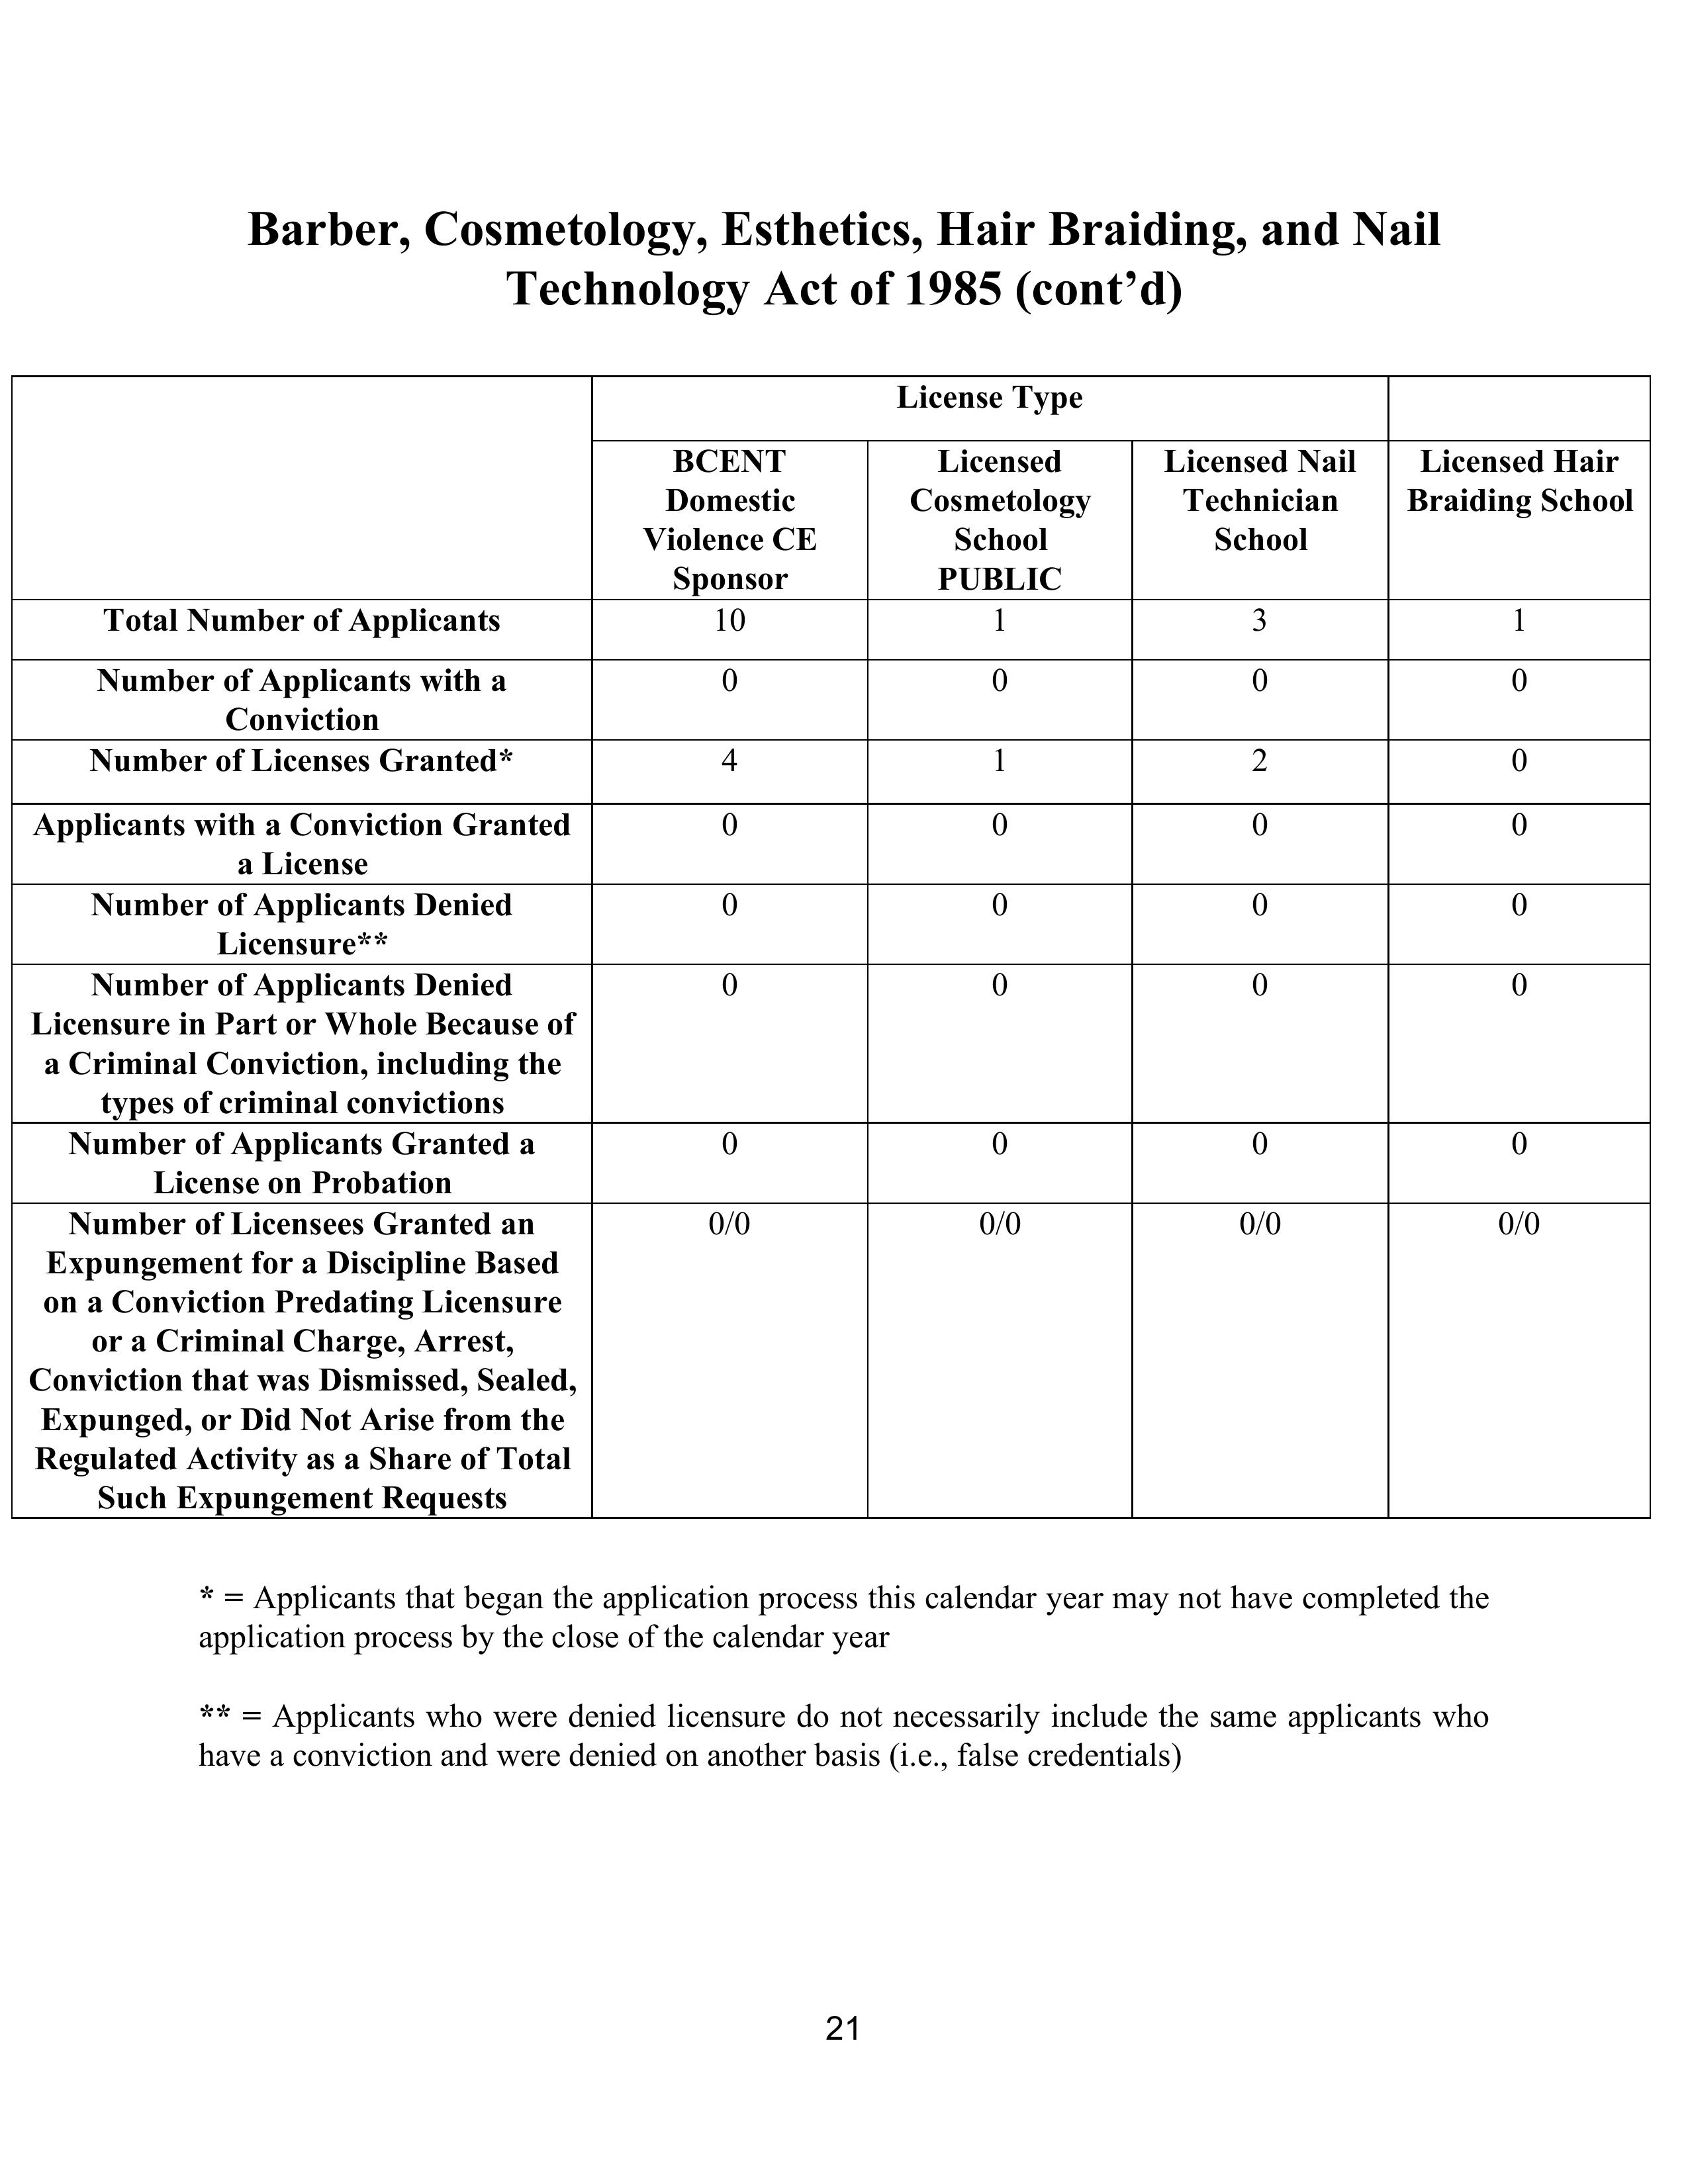 Barber, Cosmetology, Esthetics, Hair Braiding, and Nail
Technology Act of 1985 (cont’d)
License Type
BCENT
Domestic
Violence CE
Sponsor
Licensed
Cosmetology
School
PUBLIC
Licensed Nail
Technician
School
Licensed Hair
Braiding School
Total Number of Applicants 10 1 3 1
Number of Applicants with a 0 0 0 0
Conviction
Number of Licenses Granted* 4 1 2 0
Applicants with a Conviction Granted 0 0 0 0
a License
Number of Applicants Denied 0 0 0 0
Licensure**
Number of Applicants Denied 0 0 0 0
Licensure in Part or Whole Because of
a Criminal Conviction, including the
types of criminal convictions
Number of Applicants Granted a 0 0 0 0
License on Probation
Number of Licensees Granted an 0/0 0/0 0/0 0/0
Expungement for a Discipline Based
on a Conviction Predating Licensure
or a Criminal Charge, Arrest,
Conviction that was Dismissed, Sealed,
Expunged, or Did Not Arise from the
Regulated Activity as a Share of Total
Such Expungement Requests
* = Applicants that began the application process this calendar year may not have completed the
application process by the close of the calendar year
** = Applicants who were denied licensure do not necessarily include the same applicants who
have a conviction and were denied on another basis (i.e., false credentials)
21